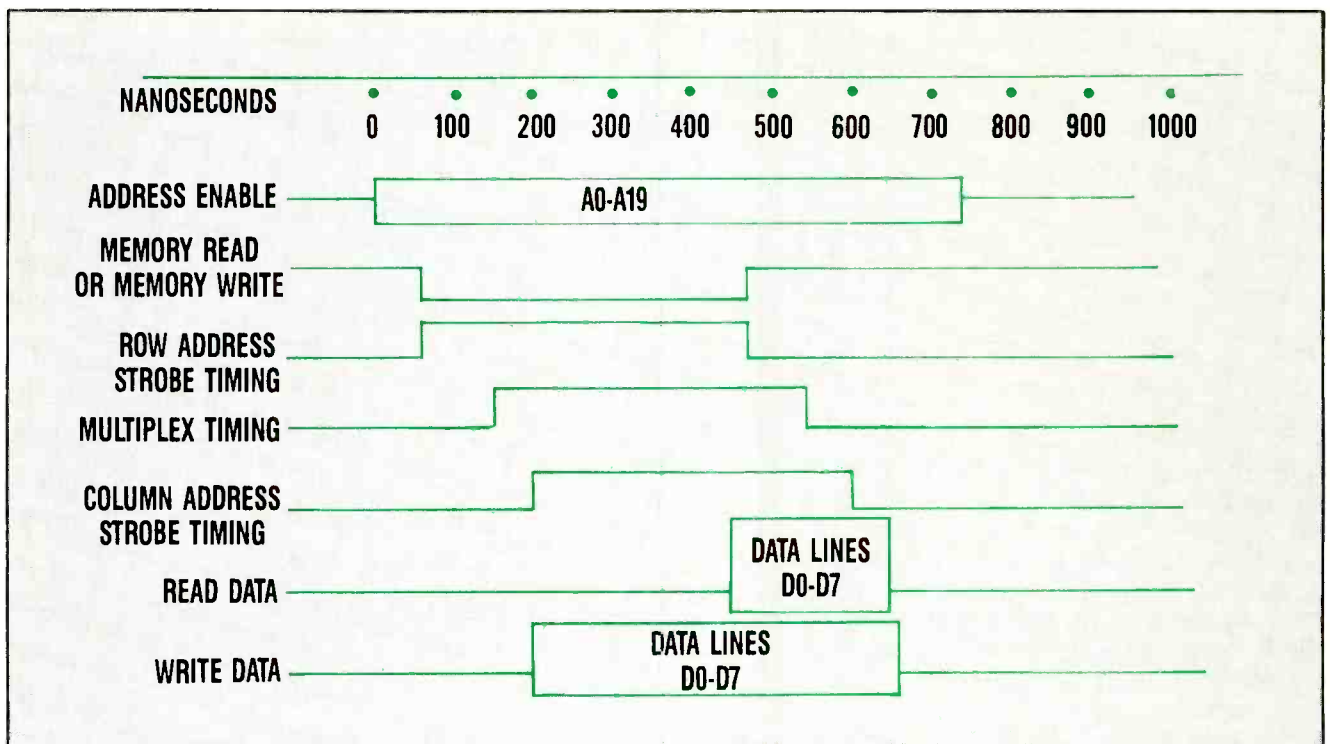 NANOSECONDS
0 100 200 300 400 500 600 700 800 900 1000
ADDRESS ENABLE
A0-A19
MEMORY READ
OR MEMORY WRITE
ROW ADDRESS
STROBE TIMING
MULTIPLEX TIMING
COLUMN ADDRESS
STROBE TIMING
DATA LINES
D0-D7
READ DATA
DATA LINES
D0-D7
WRITE DATA